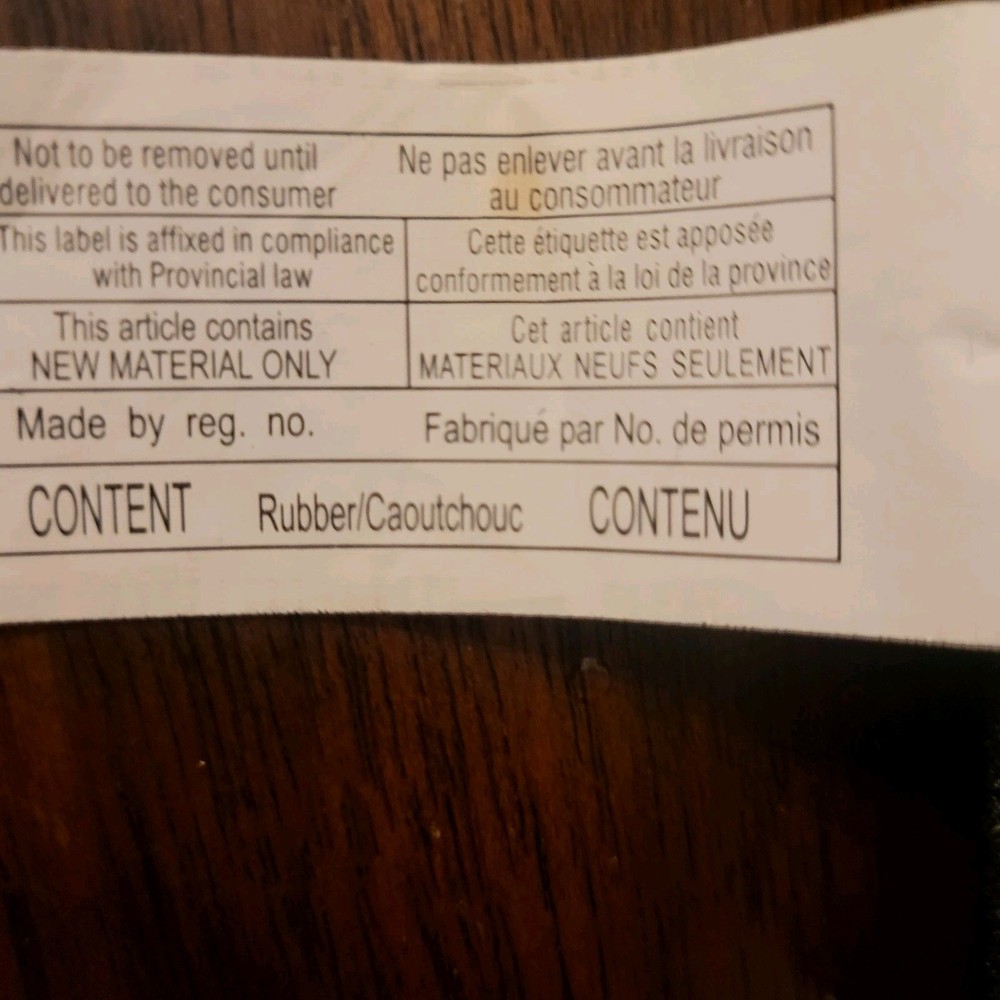 Not to be removed until
delivered to the consumer
Ne pas enlever avant la livraison
au consommateur
This label is affixed in compliance
with Provincial law
Cette étiquette est apposée
conformement à la loi de la province
This article contains
NEW MATERIAL ONLY
Cet article contient
MATERIAUX NEUFS SEULEMENT
Made by reg. no.
Fabriqué par No. de permis
CONTENT Rubber/Caoutchouc CONTENU